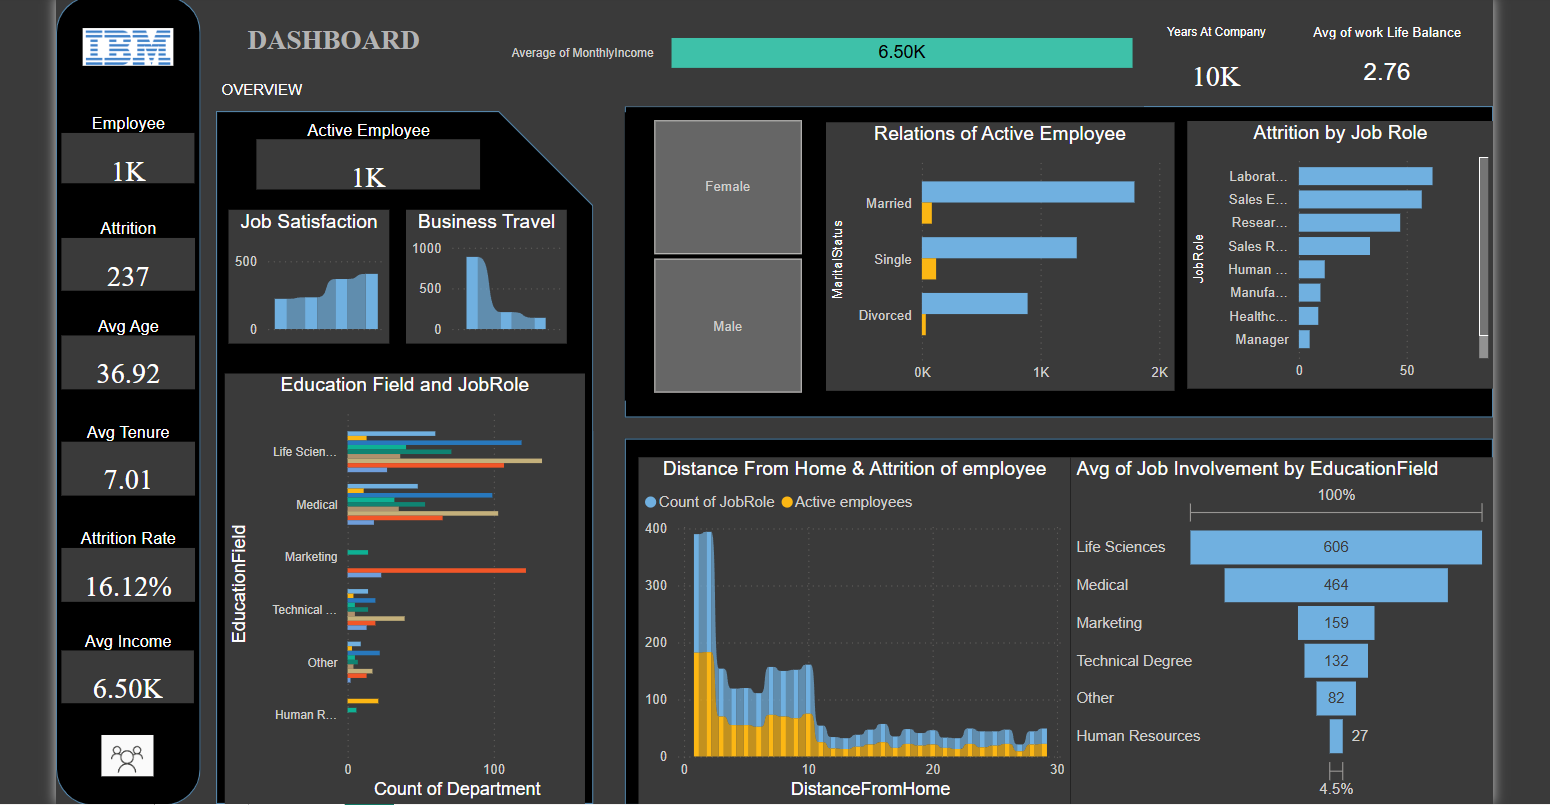 IBM
DASHBOARD
OVERVIEW
Average of MonthlyIncome
6.50K
Years At Company
10K
Avg of work Life Balance
2.76
Employee
1K
Attrition
237
Avg Age
36.92
Avg Tenure
7.01
Attrition Rate
16.12%
Avg Income
6.50K
Active Employee
1K
Job Satisfaction
500
0
Business Travel
1000
500
0
Education Field and JobRole
EducationField
Life Scien...
Medical
Marketing
Technical ...
Other
Human R...
0
100
Count of Department
Female
Male
Relations of Active Employee
MaritalStatus
Married
Single
Divorced
0K
1K
2K
Attrition by Job Role
JobRole
Laborat...
Sales E...
Resear...
Sales R...
Human ...
Manufa...
Healthc...
Manager
0
50
Distance From Home & Attrition of employee
Count of JobRole
Active employees
400
300
200
100
0
0
10
20
30
DistanceFromHome
Avg of Job Involvement by EducationField
100%
Life Sciences
606
Medical
464
Marketing
159
Technical Degree
132
Other
82
Human Resources
27
4.5%